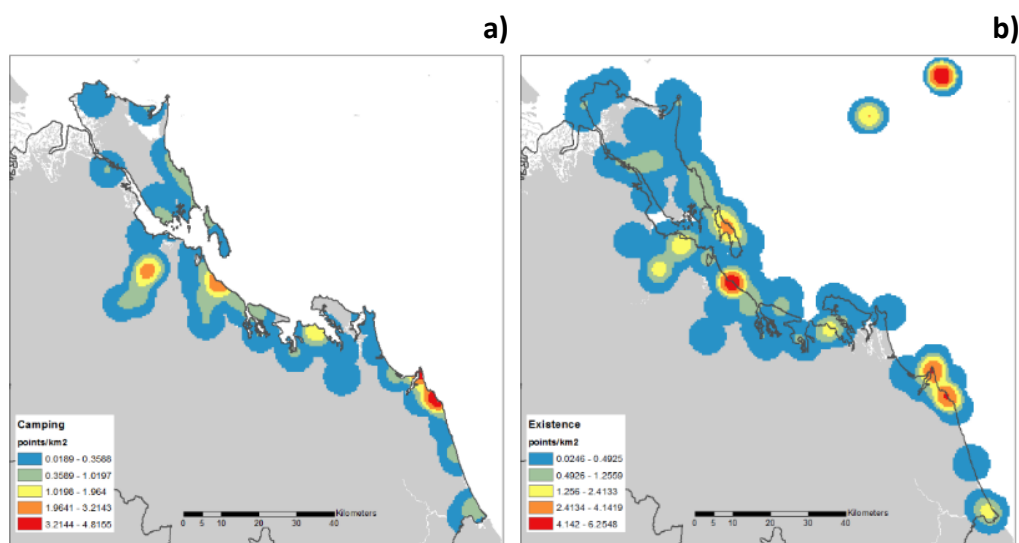 a)
b)
Camping
points/km2
0.0189 - 0.3588
0.3589 - 1.0197
1.0198 - 1.964
1.9641 - 3.2143
3.2144 - 4.8155
Kilometers
0 5 10 20 30 40
Existence
points/km2
0.0246 - 0.4925
0.4926 - 1.2559
1.256 - 2.4133
2.4134 - 4.1419
4.142 - 6.2548
Kilometers
0 5 10 20 30 40